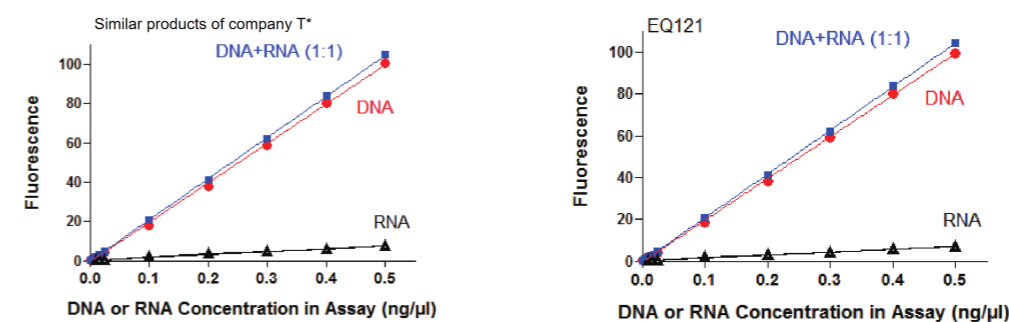 Similar products of company T*
DNA+RNA (1:1)
DNA
RNA
Fluorescence
100
80
60
40
20
0
0.0 0.1 0.2 0.3 0.4 0.5
DNA or RNA Concentration in Assay (ng/µl)
EQ121
DNA+RNA (1:1)
DNA
RNA
Fluorescence
100
80
60
40
20
0
0.0 0.1 0.2 0.3 0.4 0.5
DNA or RNA Concentration in Assay (ng/µl)